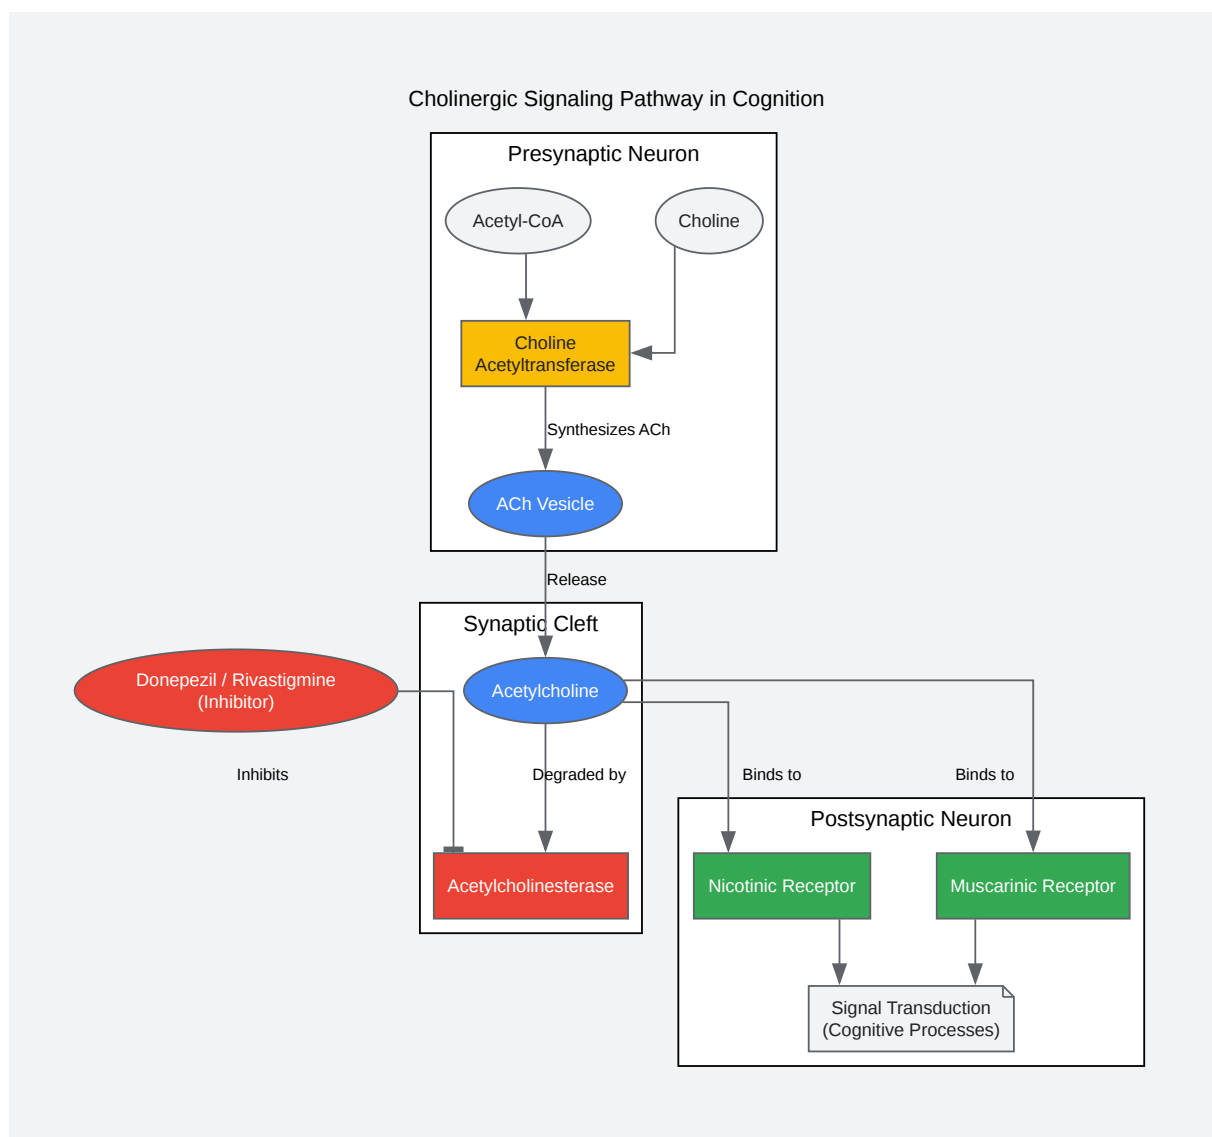 Cholinergic Signaling Pathway in Cognition
Presynaptic Neuron
Acetyl-CoA
Choline
Choline
Acetyltransferase
Synthesizes ACh
ACh Vesicle
Release
Synaptic Cleft
Donepezil / Rivastigmine
(Inhibitor)
Acetylcholine
Inhibits
Degraded by
Binds to
Binds to
Postsynaptic Neuron
Acetylcholinesterase
Nicotinic Receptor
Muscarinic Receptor
Signal Transduction
(Cognitive Processes)